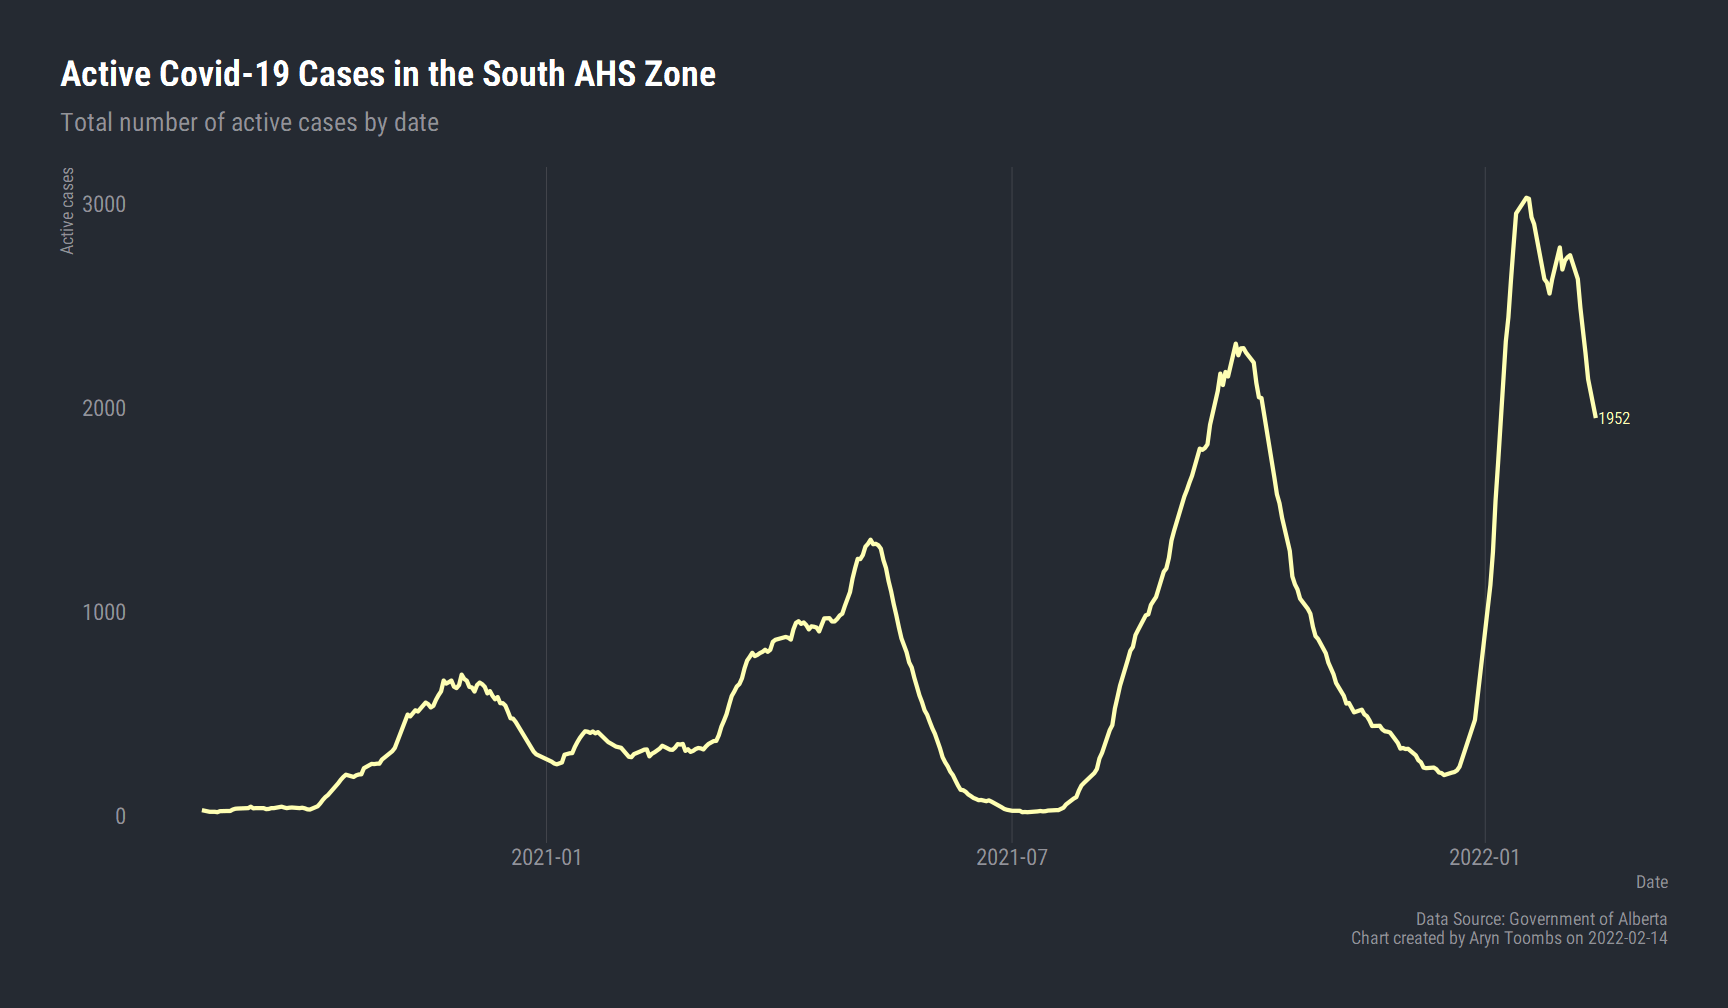 Active Covid-19 Cases in the South AHS Zone
Total number of active cases by date
Active cases
3000
2000
1000
0
1952
2021-01
2021-07
2022-01
Date
Data Source: Government of Alberta
Chart created by Aryn Toombs on 2022-02-14